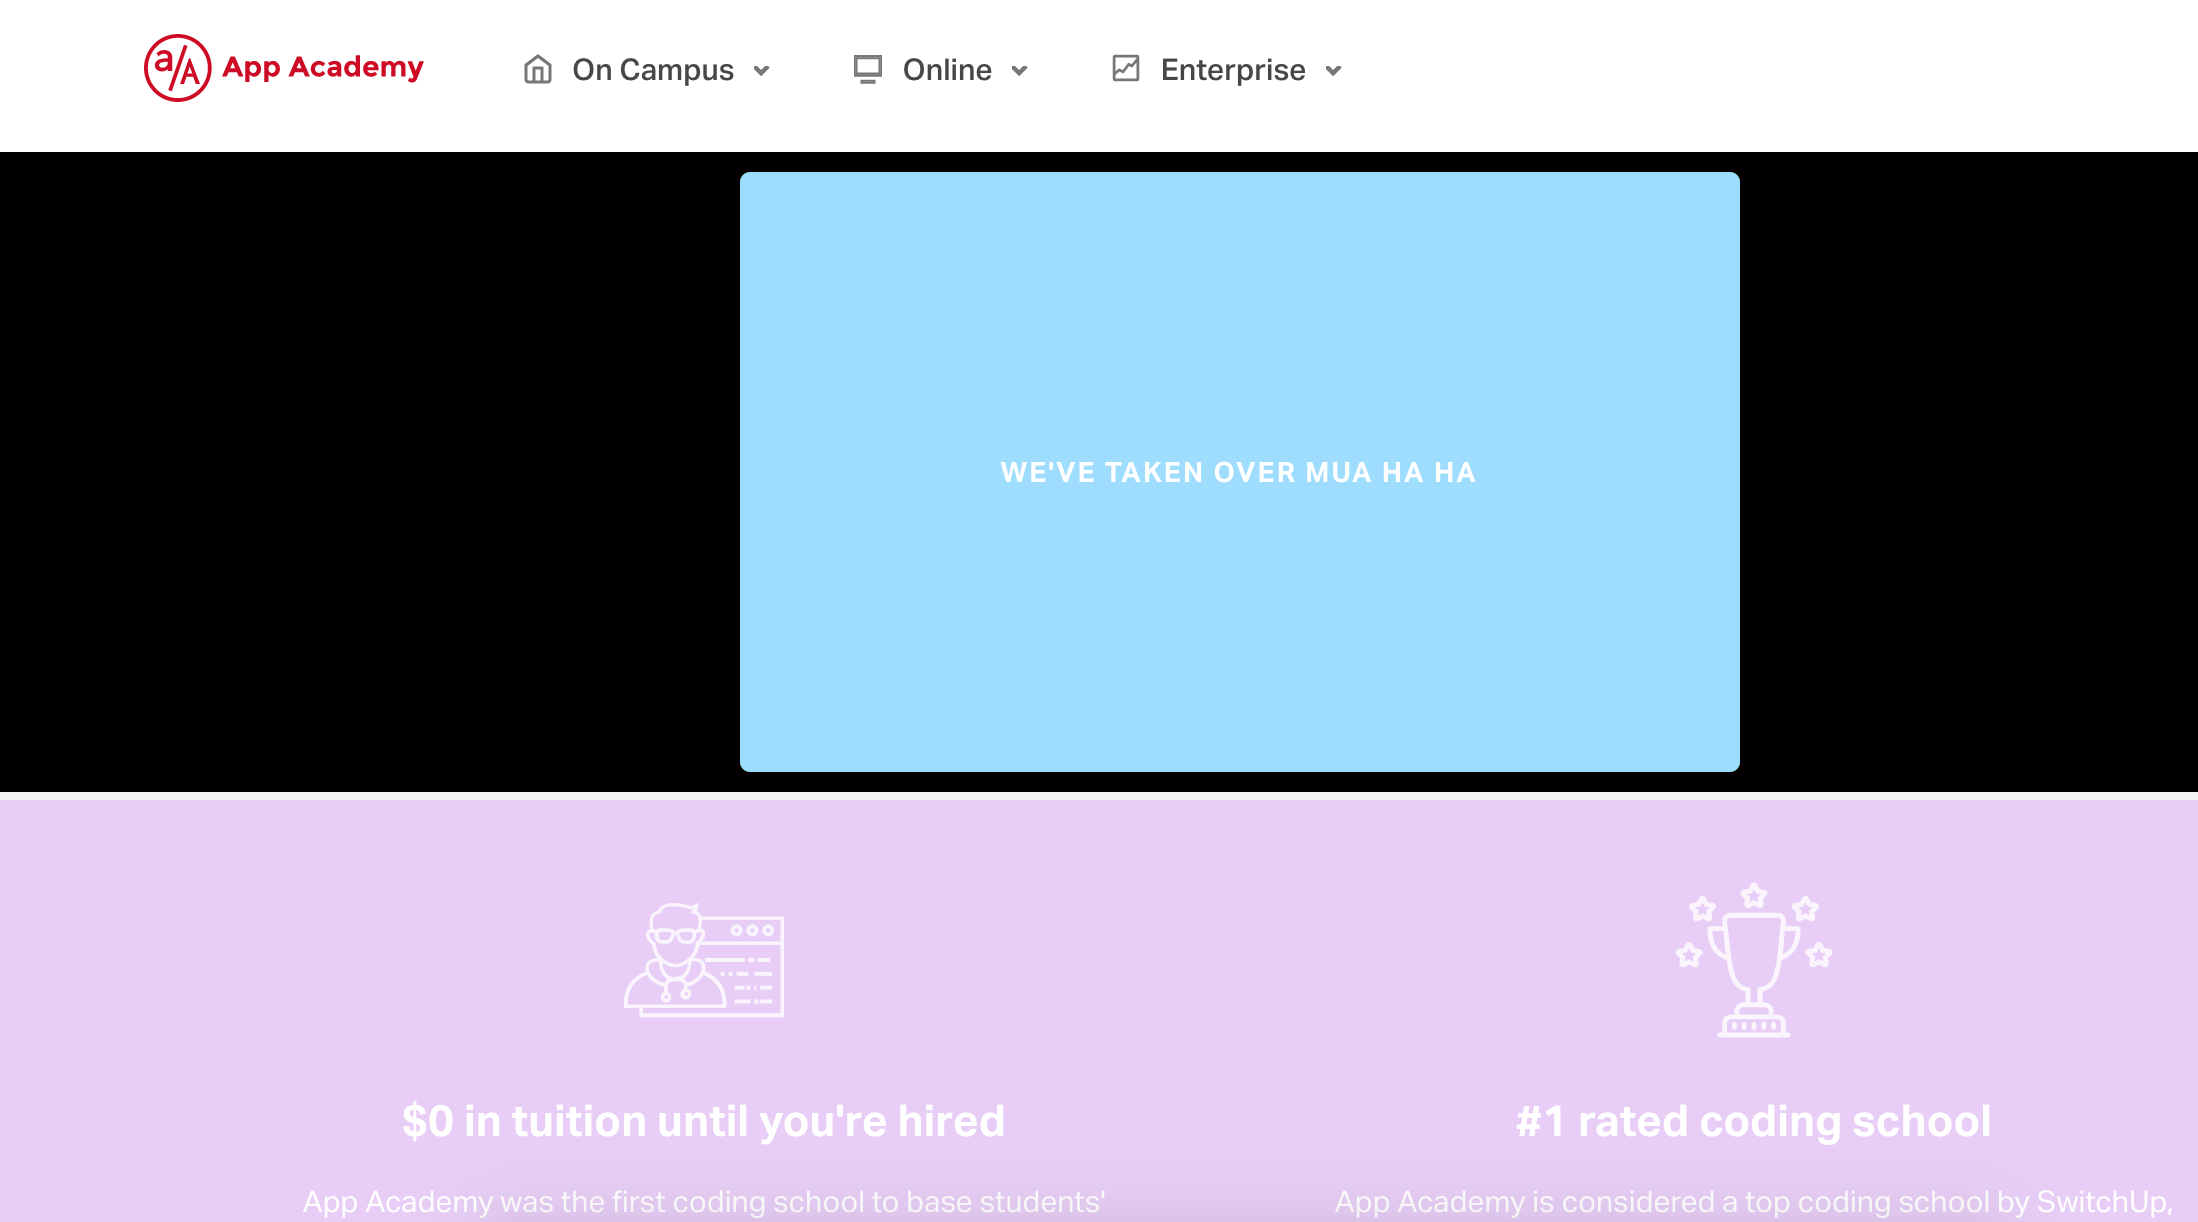 a/A App Academy On Campus Online Enterprise
WE'VE TAKEN OVER MUA HA HA
$0 in tuition until you're hired
App Academy was the first coding school to base students'
#1 rated coding school
App Academy is considered a top coding school by SwitchUp,